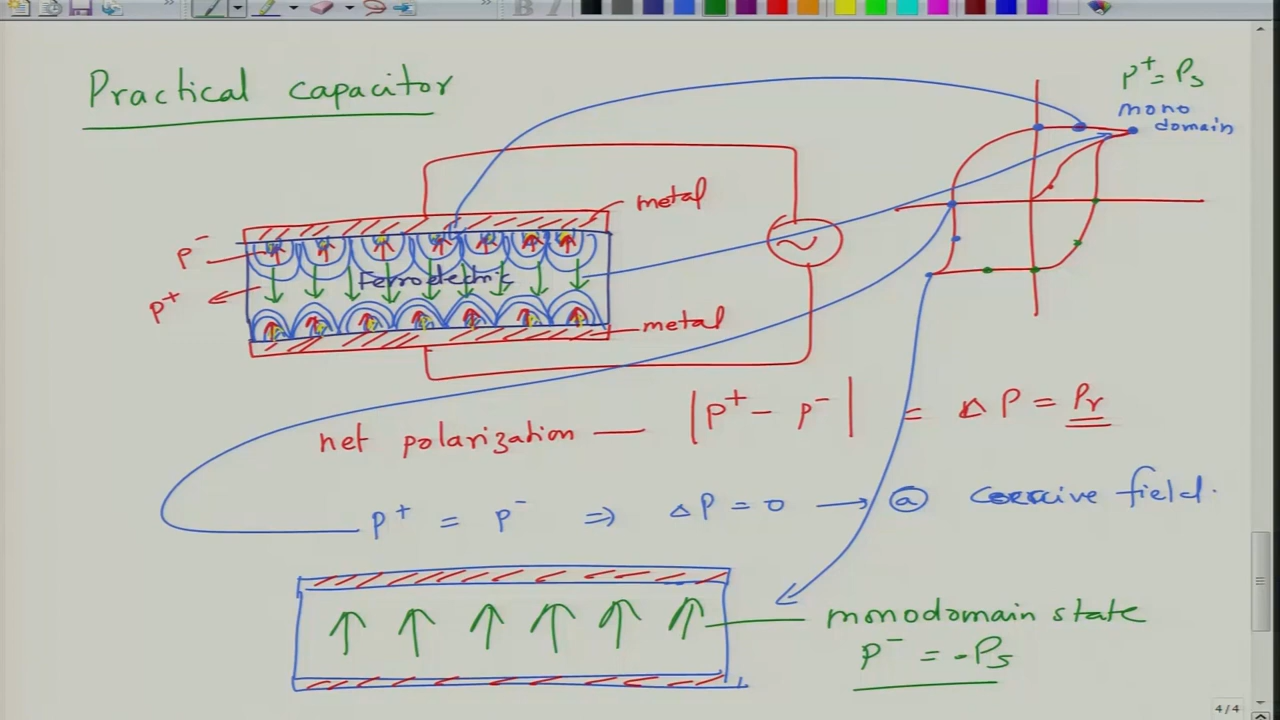 Practical capacitor
P⁺ = Ps
mono
domain
metal
P⁻
Ferroelectric
P⁺
metal
net polarization — |P⁺ - P⁻| = ΔP = Pr
P⁺ = P⁻ ⇒ ΔP = 0 → @ coercive field.
monodomain state
P⁻ = -Ps
4/4